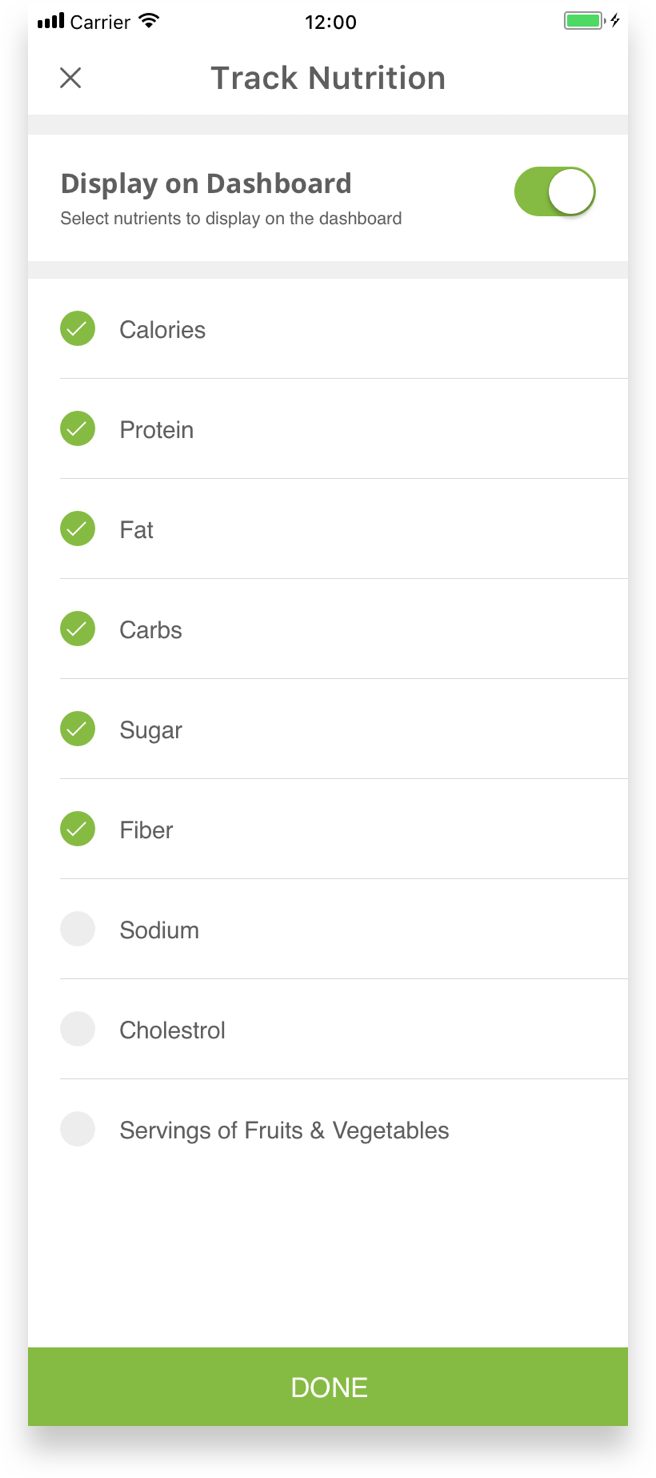 Carrier 12:00
Track Nutrition
Display on Dashboard
Select nutrients to display on the dashboard
Calories
Protein
Fat
Carbs
Sugar
Fiber
Sodium
Cholestrol
Servings of Fruits & Vegetables
DONE